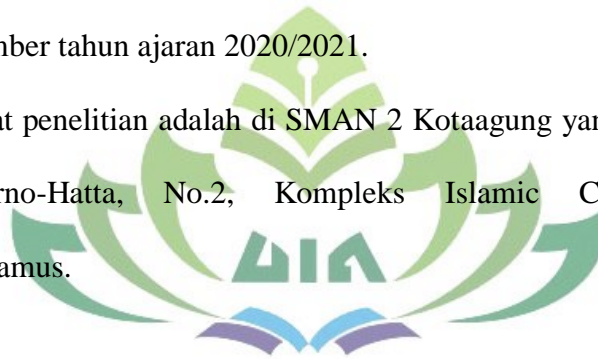 mber tahun ajaran 2020/2021.
at penelitian adalah di SMAN 2 Kotaagung yan
rno-Hatta, No.2, Kompleks Islamic C
amus.
UIN